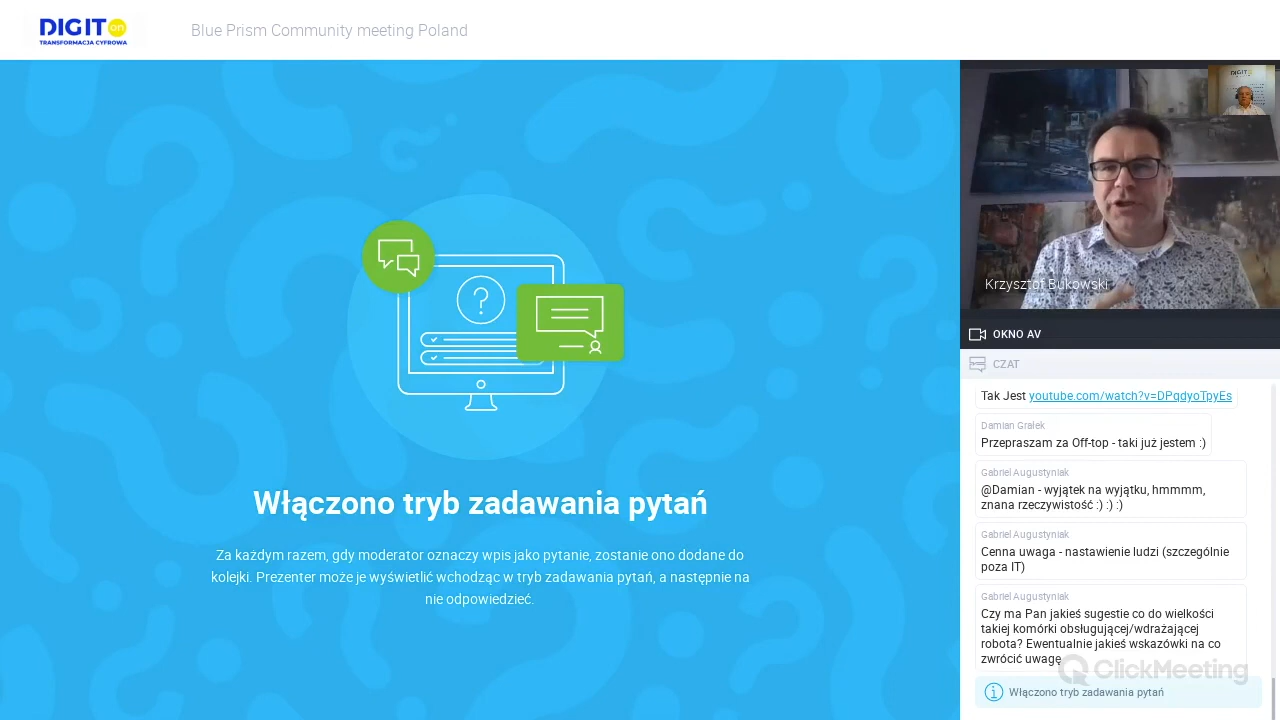 DIGIT on
TRANSFORMACJA CYFROWA
Blue Prism Community meeting Poland
DIGIT
Krzysztof Bukowski
OKNO AV
CZAT
Tak Jest youtube.com/watch?v=DPqdyoTpyEs
Damian Grałek
Przepraszam za Off-top - taki już jestem :)
Gabriel Augustyniak
@Damian - wyjątek na wyjątku, hmmmm,
znana rzeczywistość :) :) :)
Gabriel Augustyniak
Cenna uwaga - nastawienie ludzi (szczególnie
poza IT)
Gabriel Augustyniak
Czy ma Pan jakieś sugestie co do wielkości
takiej komórki obsługującej/wdrażającej
robota? Ewentualnie jakieś wskazówki na co
zwrócić uwagę
ClickMeeting
Włączono tryb zadawania pytań
?
Włączono tryb zadawania pytań
Za każdym razem, gdy moderator oznaczy wpis jako pytanie, zostanie ono dodane do
kolejki. Prezenter może je wyświetlić wchodząc w tryb zadawania pytań, a następnie na
nie odpowiedzieć.